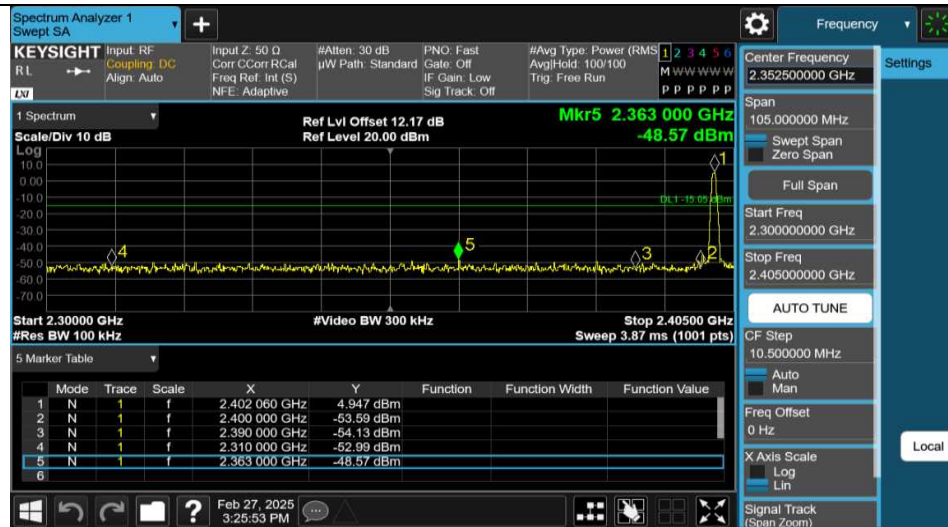 Spectrum Analyzer 1
Swept SA
+
Frequency
KEYSIGHT
RL
LXI
Input: RF
Coupling: DC
Align: Auto
Input Z: 50 Ω
Corr CCorr RCal
Freq Ref: Int (S)
NFE: Adaptive
#Atten: 30 dB
µW Path: Standard
PNO: Fast
Gate: Off
IF Gain: Low
Sig Track: Off
#Avg Type: Power (RMS
Avg|Hold: 100/100
Trig: Free Run
1 2 3 4 5 6
M W W W W W
P P P P P P
1 Spectrum
Scale/Div 10 dB
Log
Ref Lvl Offset 12.17 dB
Ref Level 20.00 dBm
Mkr5 2.363 000 GHz
-48.57 dBm
10.0
0.00
-10.0
-20.0
-30.0
-40.0
-50.0
-60.0
-70.0
1
DL1 -15.05 dBm
4
5
3
2
Start 2.30000 GHz
#Res BW 100 kHz
#Video BW 300 kHz
Stop 2.40500 GHz
Sweep 3.87 ms (1001 pts)
5 Marker Table
Mode Trace Scale X Y Function Function Width Function Value
1 N 1 f 2.402 060 GHz 4.947 dBm
2 N 1 f 2.400 000 GHz -53.59 dBm
3 N 1 f 2.390 000 GHz -54.13 dBm
4 N 1 f 2.310 000 GHz -52.99 dBm
5 N 1 f 2.363 000 GHz -48.57 dBm
6
?
Feb 27, 2025
3:25:53 PM
Center Frequency
2.352500000 GHz
Span
105.000000 MHz
Swept Span
Zero Span
Full Span
Start Freq
2.300000000 GHz
Stop Freq
2.405000000 GHz
AUTO TUNE
CF Step
10.500000 MHz
Auto
Man
Freq Offset
0 Hz
X Axis Scale
Log
Lin
Signal Track
(Span Zoom)
Settings
Local